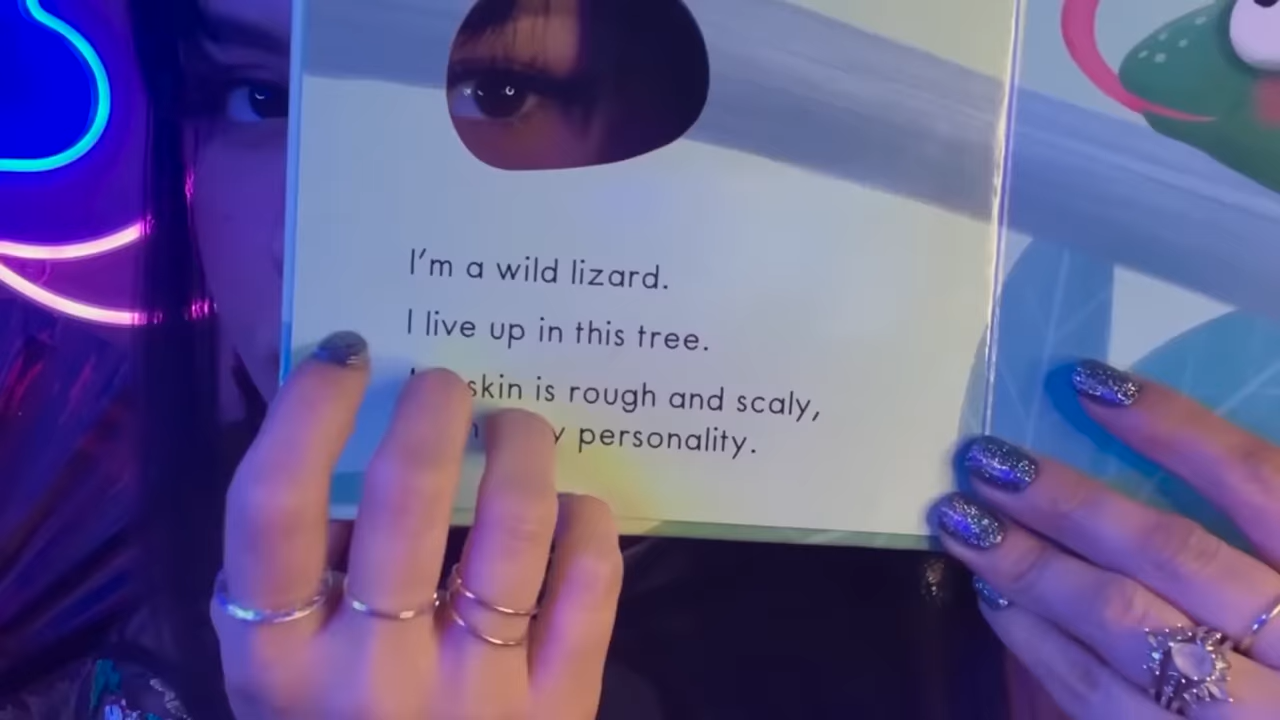 I'm a wild lizard.
I live up in this tree.
skin is rough and scaly,
personality.